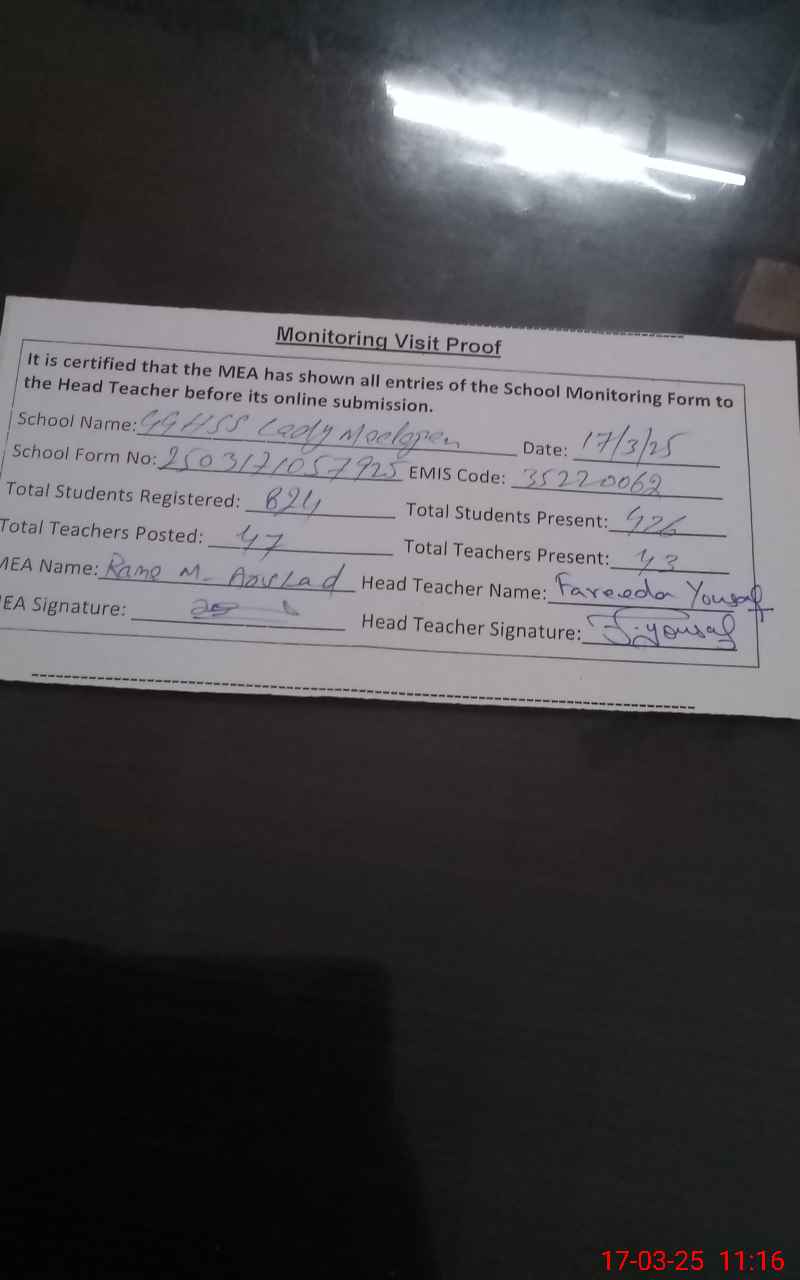 Monitoring Visit Proof
It is certified that the MEA has shown all entries of the School Monitoring Form to
the Head Teacher before its online submission.
School Name: GGHSS Lady Maclagen Date: 17/3/25
School Form No: 2503171057925 EMIS Code: 35220062
Total Students Registered: 824 Total Students Present: 426
Total Teachers Posted: 47 Total Teachers Present: 43
MEA Name: Rana M. Head Teacher Name: Fareeda Yousaf
EA Signature: Head Teacher Signature: F.yousaf
17-03-25 11:16